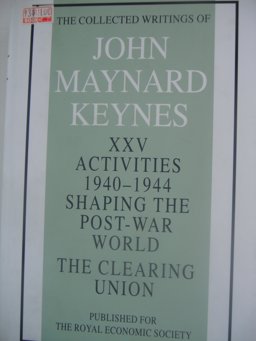 THE COLLECTED WRITINGS OF
JOHN
MAYNARD
KEYNES
XXV
ACTIVITIES
1940–1944
SHAPING THE
POST-WAR
WORLD
THE CLEARING
UNION
PUBLISHED FOR
THE ROYAL ECONOMIC SOCIETY